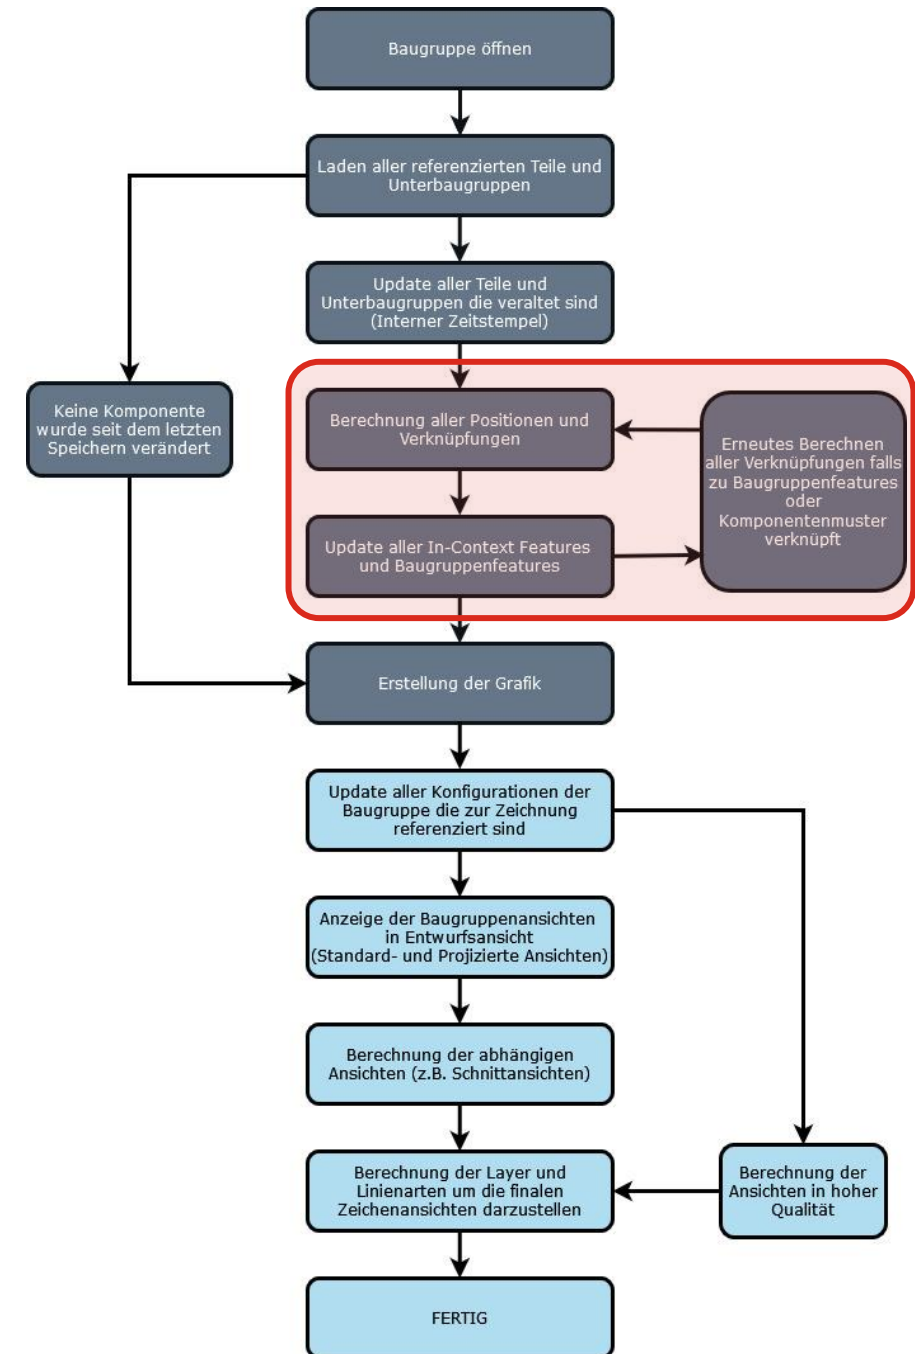 Baugruppe öffnen
Laden aller referenzierten Teile und
Unterbaugruppen
Update aller Teile und
Unterbaugruppen die veraltet sind
(Interner Zeitstempel)
Keine Komponente
wurde seit dem letzten
Speichern verändert
Berechnung aller Positionen und
Verknüpfungen
Erneutes Berechnen
aller Verknüpfungen falls
zu Baugruppenfeatures
oder
Komponentenmuster
verknüpft
Update aller In-Context Features
und Baugruppenfeatures
Erstellung der Grafik
Update aller Konfigurationen der
Baugruppe die zur Zeichnung
referenziert sind
Anzeige der Baugruppenansichten
in Entwurfsansicht
(Standard- und Projizierte Ansichten)
Berechnung der abhängigen
Ansichten (z.B. Schnittansichten)
Berechnung der Layer und
Linienarten um die finalen
Zeichenansichten darzustellen
Berechnung der
Ansichten in hoher
Qualität
FERTIG